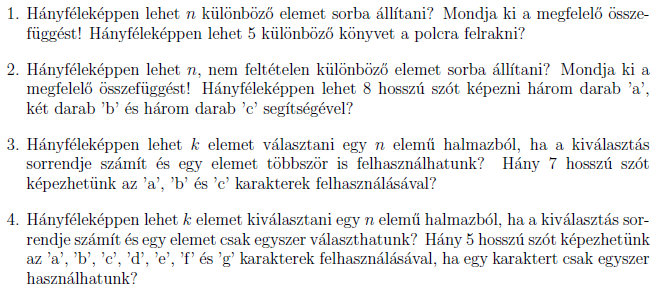 1. Hányféleképpen lehet n különböző elemet sorba állítani? Mondja ki a megfelelő össze-
függést! Hányféleképpen lehet 5 különböző könyvet a polcra felrakni?
2. Hányféleképpen lehet n, nem feltételen különböző elemet sorba állítani? Mondja ki a
megfelelő összefüggést! Hányféleképpen lehet 8 hosszú szót képezni három darab 'a',
két darab 'b' és három darab 'c' segítségével?
3. Hányféleképpen lehet k elemet választani egy n elemű halmazból, ha a kiválasztás
sorrendje számít és egy elemet többször is felhasználhatunk? Hány 7 hosszú szót
képezhetünk az 'a', 'b' és 'c' karakterek felhasználásával?
4. Hányféleképpen lehet k elemet kiválasztani egy n elemű halmazból, ha a kiválasztás sor-
rendje számít és egy elemet csak egyszer választhatunk? Hány 5 hosszú szót képezhetünk
az 'a', 'b', 'c', 'd', 'e', 'f' és 'g' karakterek felhasználásával, ha egy karaktert csak egyszer
használhatunk?